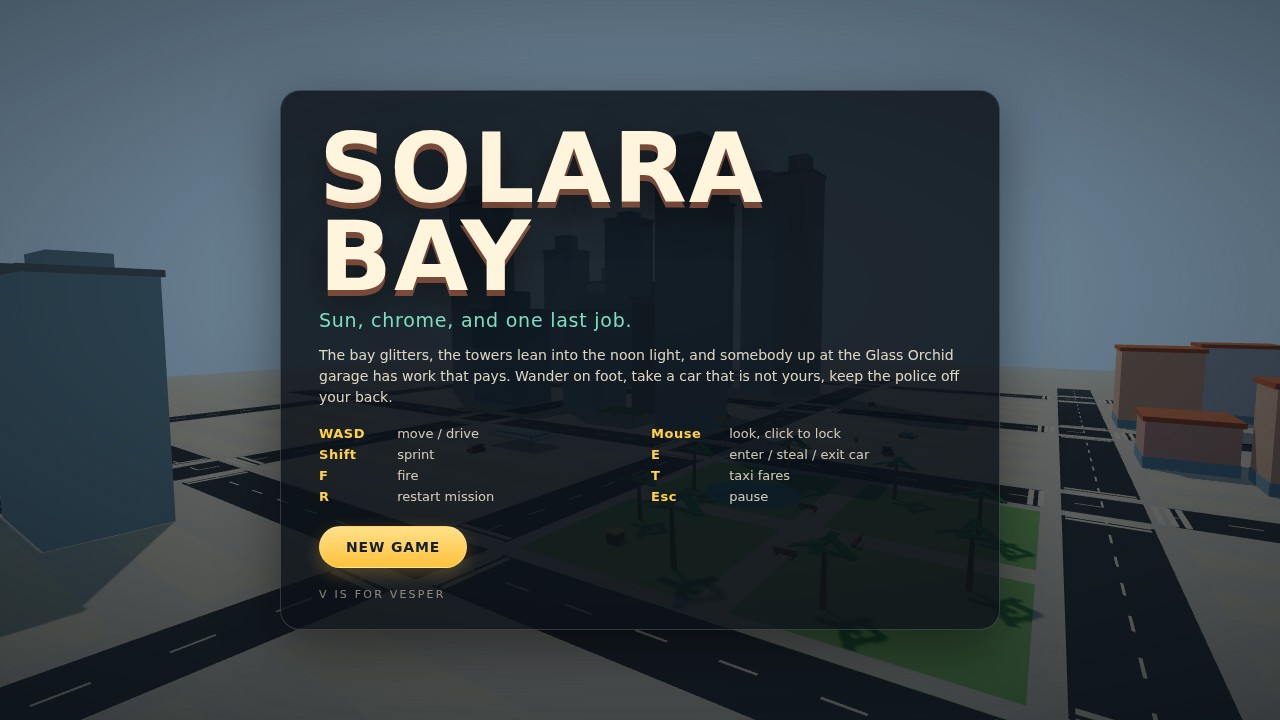 SOLARA
BAY
Sun, chrome, and one last job.
The bay glitters, the towers lean into the noon light, and somebody up at the Glass Orchid
garage has work that pays. Wander on foot, take a car that is not yours, keep the police off
your back.
WASD move / drive Mouse look, click to lock
Shift sprint E enter / steal / exit car
F fire T taxi fares
R restart mission Esc pause
NEW GAME
V IS FOR VESPER